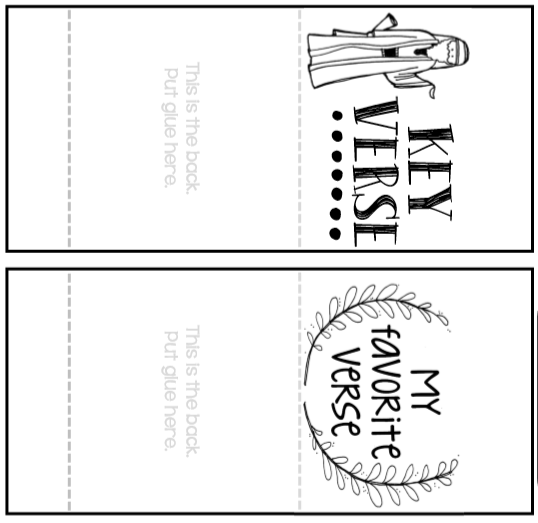 This is the back.
Put glue here.
KEY
VERSE
This is the back.
Put glue here.
MY
favorite
verse